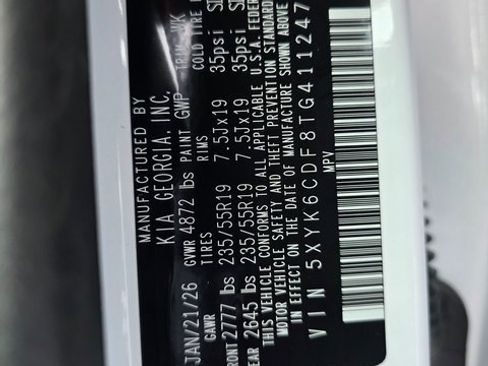 MANUFACTURED BY
KIA GEORGIA, INC.
JAN/21/26 GVWR 4872 lbs PAINT GWP TRIM
GAWR TIRES RIMS COLD TIRE
FRONT 2777 lbs 235/55R19 7.5Jx19 35psi
REAR 2645 lbs 235/55R19 7.5Jx19 35psi
THIS VEHICLE CONFORMS TO ALL APPLICABLE U.S.A. FEDER
MOTOR VEHICLE SAFETY AND THEFT PREVENTION STANDARD
IN EFFECT ON THE DATE OF MANUFACTURE SHOWN ABOVE
VIN 5XYK6CDF8TG411247
MPV